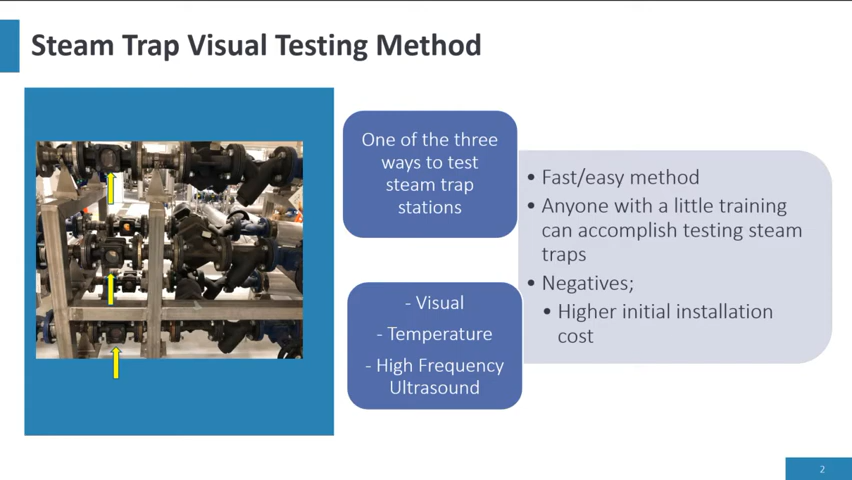 Steam Trap Visual Testing Method
One of the three
ways to test
steam trap
stations
- Visual
- Temperature
- High Frequency
Ultrasound
• Fast/easy method
• Anyone with a little training
can accomplish testing steam
traps
• Negatives;
• Higher initial installation
cost
2